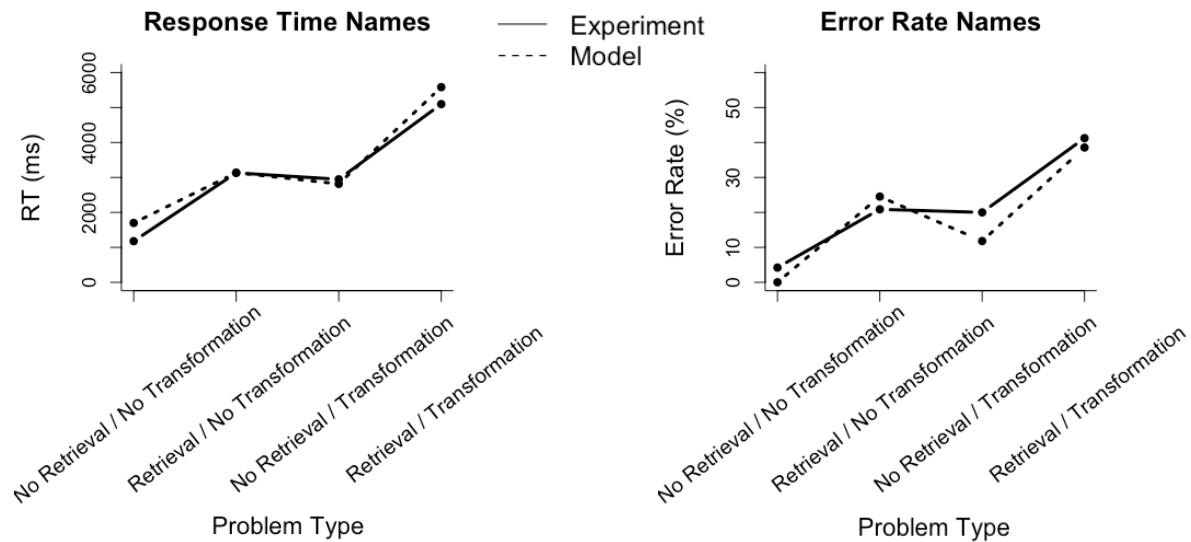 Response Time Names
Experiment
Model
Error Rate Names
RT (ms)
6000
4000
2000
0
No Retrieval / No Transformation
Retrieval / No Transformation
No Retrieval / Transformation
Retrieval / Transformation
Problem Type
Error Rate (%)
50
30
10
0
No Retrieval / No Transformation
Retrieval / No Transformation
No Retrieval / Transformation
Retrieval / Transformation
Problem Type